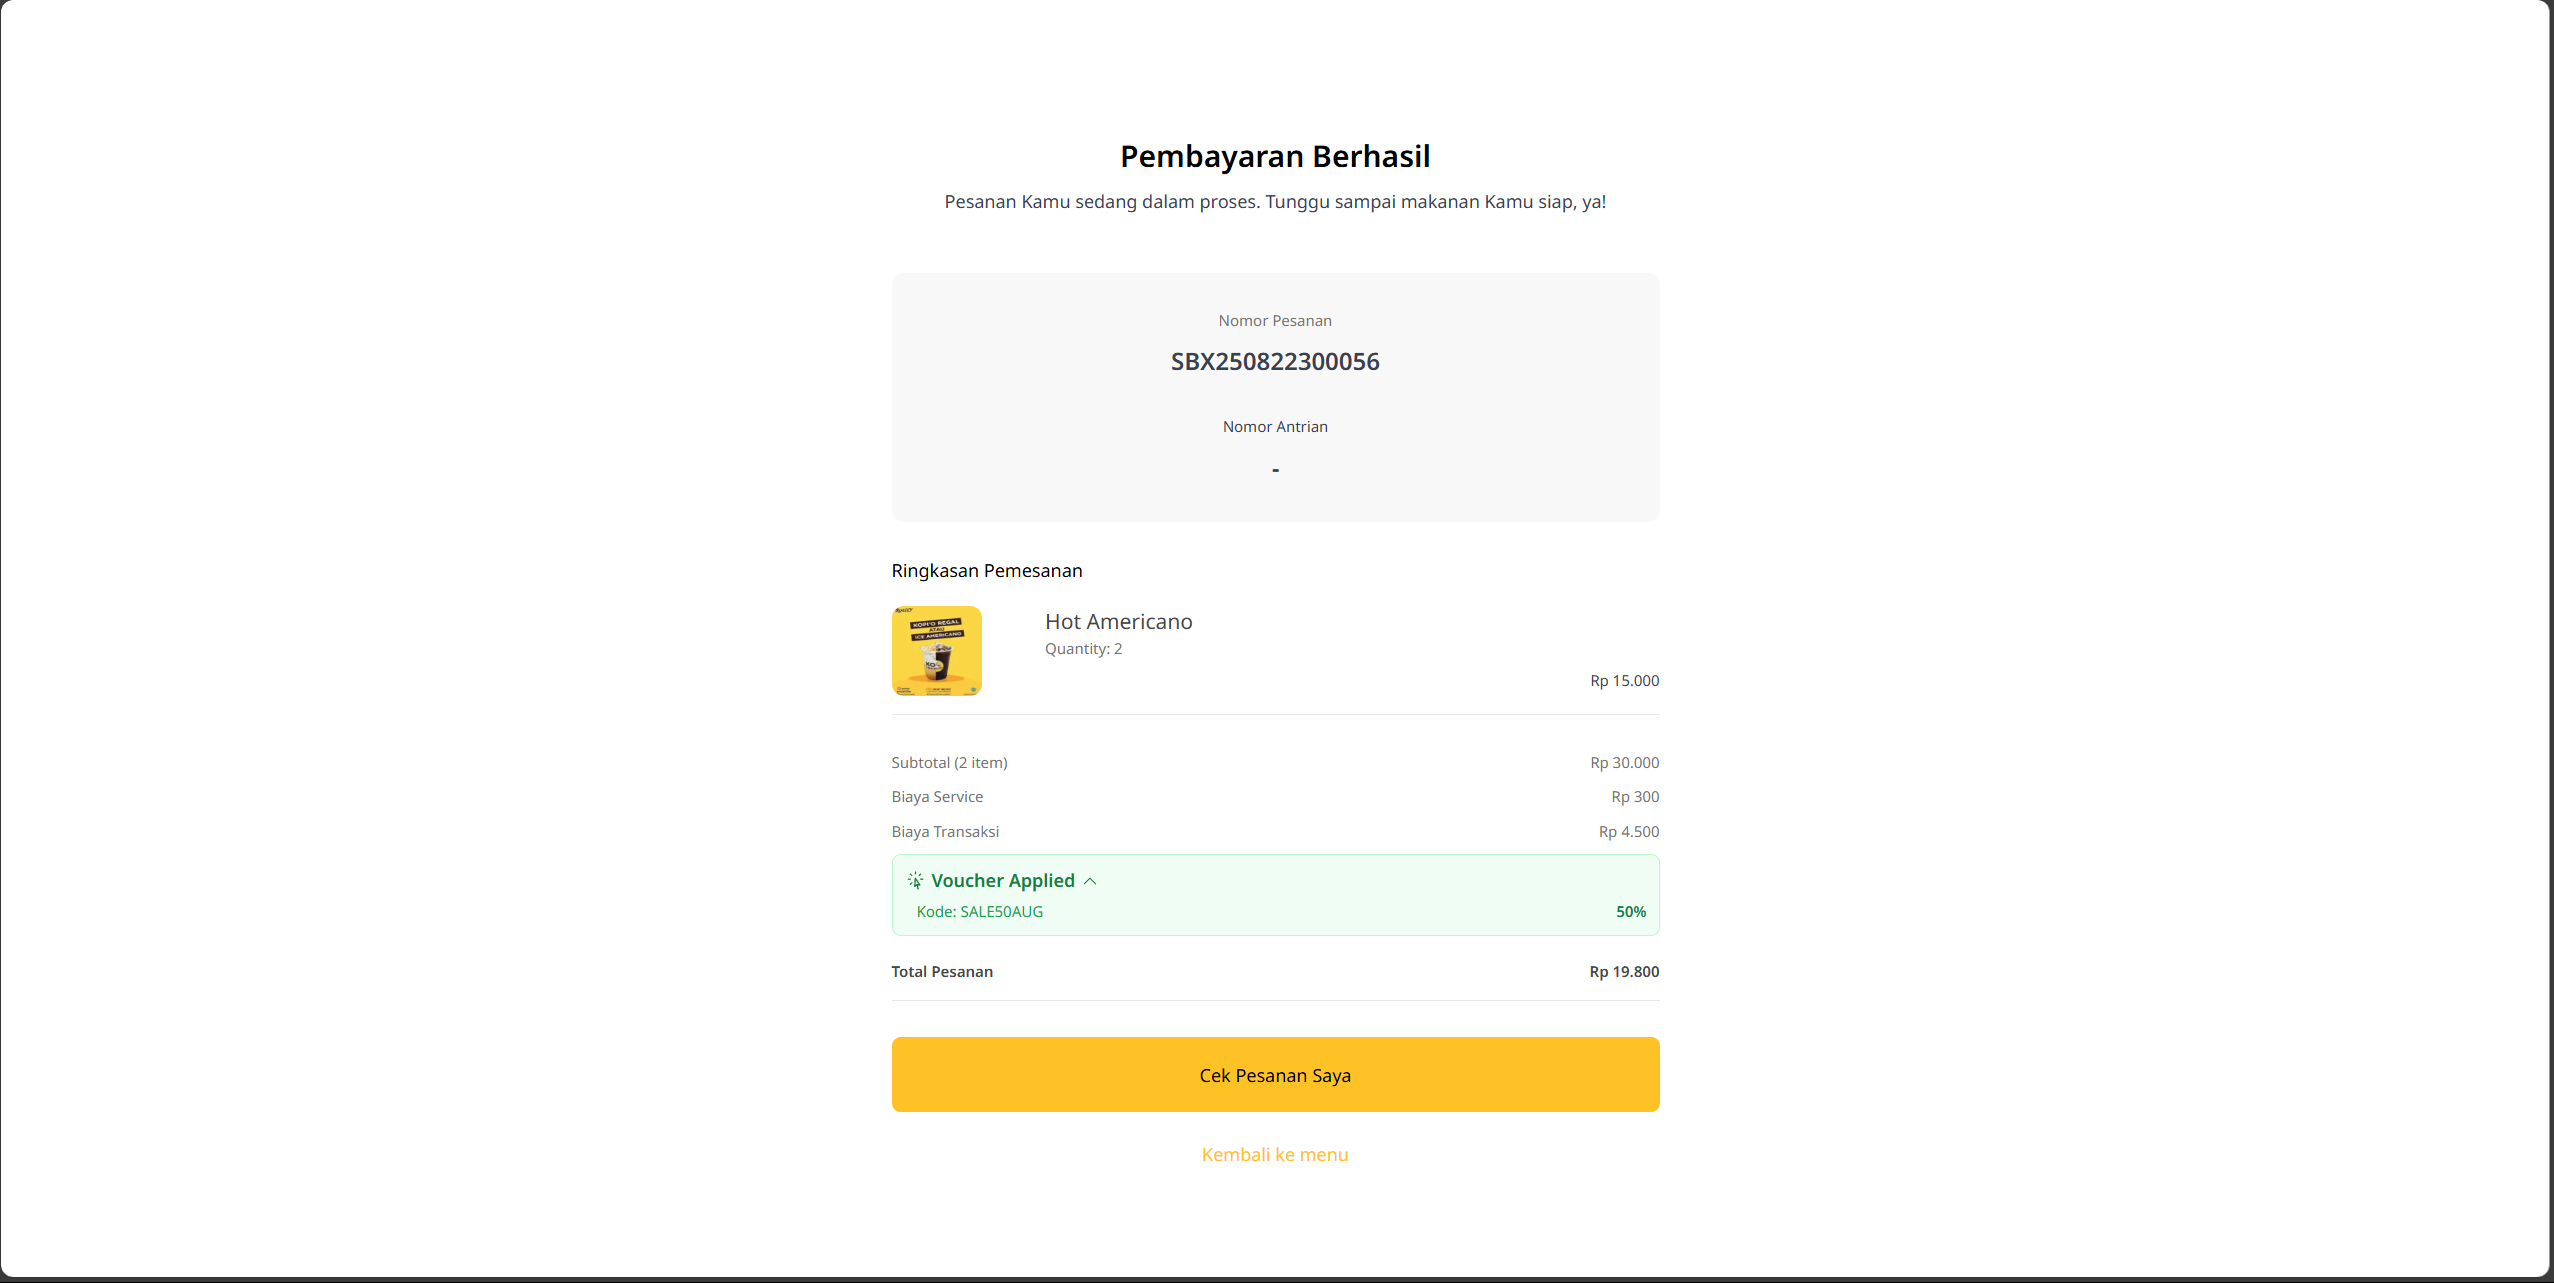 Pembayaran Berhasil
Pesanan Kamu sedang dalam proses. Tunggu sampai makanan Kamu siap, ya!
Nomor Pesanan
SBX250822300056
Nomor Antrian
-
Ringkasan Pemesanan
KOPI'O REGAL
ATAU
ICE AMERICANO
Hot Americano
Quantity: 2
Rp 15.000
Subtotal (2 item) Rp 30.000
Biaya Service Rp 300
Biaya Transaksi Rp 4.500
Voucher Applied
Kode: SALE50AUG 50%
Total Pesanan Rp 19.800
Cek Pesanan Saya
Kembali ke menu